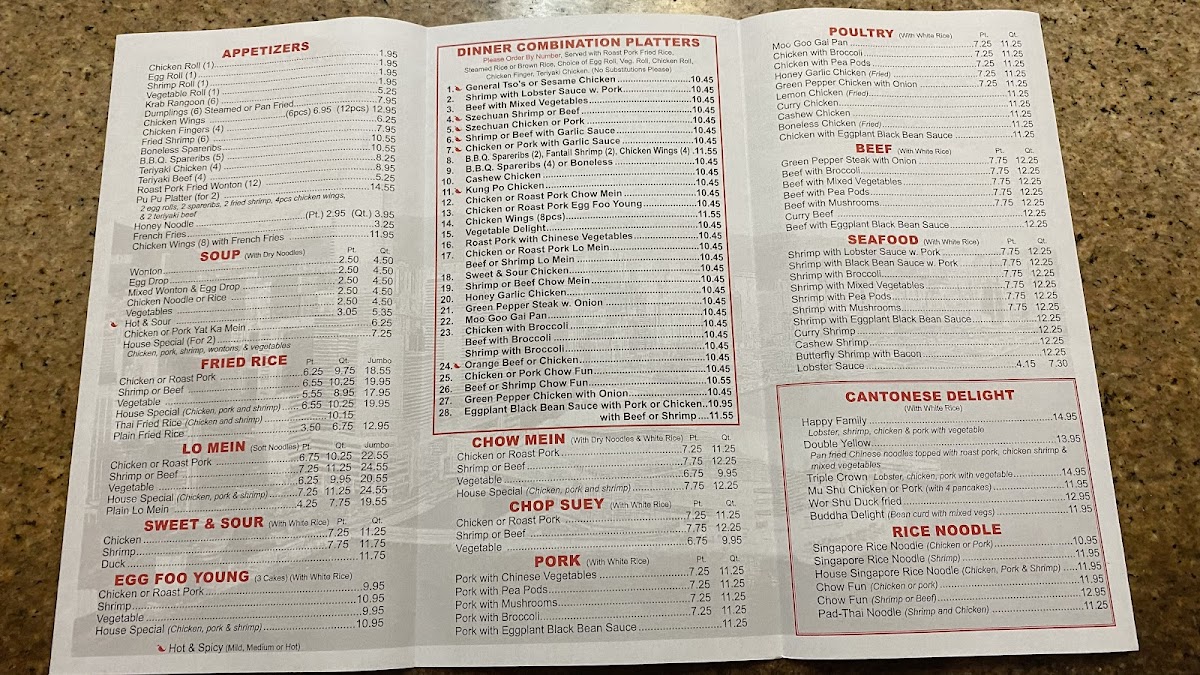 APPETIZERS
Chicken Roll (1) 1.95
Egg Roll (1) 1.95
Shrimp Roll (1) 1.95
Vegetable Roll (1) 1.95
Krab Rangoon (6) 5.25
Dumplings (6) Steamed or Pan Fried 7.95
Chicken Wings (6pcs) 6.95 (12pcs) 12.95
Chicken Fingers (4) 6.25
Fried Shrimp (6) 7.95
Boneless Spareribs 10.55
B.B.Q. Spareribs (5) 10.55
Teriyaki Chicken (4) 8.25
Teriyaki Beef (4) 8.95
Roast Pork Fried Wonton (12) 5.25
Pu Pu Platter (for 2) 14.55
2 egg rolls, 2 spareribs, 2 fried shrimp, 4pcs chicken wings,
& 2 teriyaki beef
Honey Noodle (Pt.) 2.95 (Qt.) 3.95
French Fries 3.25
Chicken Wings (8) with French Fries 11.95
SOUP (With Dry Noodles) Pt. Qt.
Wonton 2.50 4.50
Egg Drop 2.50 4.50
Mixed Wonton & Egg Drop 2.50 4.50
Chicken Noodle or Rice 2.50 4.50
Vegetables 2.50 4.50
Hot & Sour 3.05 5.35
Chicken or Pork Yat Ka Mein 6.25
House Special (For 2) 7.25
Chicken, pork, shrimp, wontons, & vegetables
FRIED RICE Pt. Qt. Jumbo
Chicken or Roast Pork 6.25 9.75 18.55
Shrimp or Beef 6.55 10.25 19.95
Vegetable 5.55 8.95 17.95
House Special (Chicken, pork and shrimp) 6.55 10.25 19.95
Thai Fried Rice (Chicken and shrimp) 10.15
Plain Fried Rice 3.50 6.75 12.95
LO MEIN (Soft Noodles) Pt. Qt. Jumbo
Chicken or Roast Pork 6.75 10.25 22.55
Shrimp or Beef 7.25 11.25 24.55
Vegetable 6.25 9.95 20.55
House Special (Chicken, pork & shrimp) 7.25 11.25 24.55
Plain Lo Mein 4.25 7.75 19.55
SWEET & SOUR (With White Rice) Pt. Qt.
Chicken 7.25 11.25
Shrimp 7.75 11.75
Duck 11.75
EGG FOO YOUNG (3 Cakes) (With White Rice)
Chicken or Roast Pork 9.95
Shrimp 10.95
Vegetable 9.95
House Special (Chicken, pork & shrimp) 10.95
Hot & Spicy (Mild, Medium or Hot)
DINNER COMBINATION PLATTERS
Please Order By Number, Served with Roast Pork Fried Rice,
Steamed Rice or Brown Rice, Choice of Egg Roll, Veg. Roll, Chicken Roll,
Chicken Finger, Teriyaki Chicken. (No Substitutions Please)
1. General Tso's or Sesame Chicken 10.45
2. Shrimp with Lobster Sauce w. Pork 10.45
3. Beef with Mixed Vegetables 10.45
4. Szechuan Shrimp or Beef 10.45
5. Szechuan Chicken or Pork 10.45
6. Shrimp or Beef with Garlic Sauce 10.45
7. Chicken or Pork with Garlic Sauce 10.45
8. B.B.Q. Spareribs (2), Fantail Shrimp (2), Chicken Wings (4) 11.55
9. B.B.Q. Spareribs (4) or Boneless 10.45
10. Cashew Chicken 10.45
11. Kung Po Chicken 10.45
12. Chicken or Roast Pork Chow Mein 10.45
13. Chicken or Roast Pork Egg Foo Young 10.45
14. Chicken Wings (8pcs) 11.55
15. Vegetable Delight 10.45
16. Roast Pork with Chinese Vegetables 10.45
17. Chicken or Roast Pork Lo Mein 10.45
Beef or Shrimp Lo Mein 10.45
18. Sweet & Sour Chicken 10.45
19. Shrimp or Beef Chow Mein 10.45
20. Honey Garlic Chicken 10.45
21. Green Pepper Steak w. Onion 10.45
22. Moo Goo Gai Pan 10.45
23. Chicken with Broccoli 10.45
Beef with Broccoli 10.45
Shrimp with Broccoli 10.45
24. Orange Beef or Chicken 10.45
25. Chicken or Pork Chow Fun 10.45
26. Beef or Shrimp Chow Fun 10.55
27. Green Pepper Chicken with Onion 10.45
28. Eggplant Black Bean Sauce with Pork or Chicken 10.95
with Beef or Shrimp 11.55
CHOW MEIN (With Dry Noodles & White Rice) Pt. Qt.
Chicken or Roast Pork 7.25 11.25
Shrimp or Beef 7.75 12.25
Vegetable 6.75 9.95
House Special (Chicken, pork and shrimp) 7.75 12.25
CHOP SUEY (With White Rice) Pt. Qt.
Chicken or Roast Pork 7.25 11.25
Shrimp or Beef 7.75 12.25
Vegetable 6.75 9.95
PORK (With White Rice) Pt. Qt.
Pork with Chinese Vegetables 7.25 11.25
Pork with Pea Pods 7.25 11.25
Pork with Mushrooms 7.25 11.25
Pork with Broccoli 7.25 11.25
Pork with Eggplant Black Bean Sauce 11.25
POULTRY (With White Rice) Pt. Qt.
Moo Goo Gai Pan 7.25 11.25
Chicken with Broccoli 7.25 11.25
Chicken with Pea Pods 7.25 11.25
Honey Garlic Chicken (Fried) 7.25 11.25
Green Pepper Chicken with Onion 7.25 11.25
Lemon Chicken (Fried) 11.25
Curry Chicken 11.25
Cashew Chicken 11.25
Boneless Chicken (Fried) 11.25
Chicken with Eggplant Black Bean Sauce 11.25
BEEF (With White Rice) Pt. Qt.
Green Pepper Steak with Onion 7.75 12.25
Beef with Broccoli 7.75 12.25
Beef with Mixed Vegetables 7.75 12.25
Beef with Pea Pods 7.75 12.25
Beef with Mushrooms 7.75 12.25
Curry Beef 12.25
Beef with Eggplant Black Bean Sauce 12.25
SEAFOOD (With White Rice) Pt. Qt.
Shrimp with Lobster Sauce w. Pork 7.75 12.25
Shrimp with Black Bean Sauce w. Pork 7.75 12.25
Shrimp with Broccoli 7.75 12.25
Shrimp with Mixed Vegetables 7.75 12.25
Shrimp with Pea Pods 7.75 12.25
Shrimp with Mushrooms 7.75 12.25
Shrimp with Eggplant Black Bean Sauce 12.25
Curry Shrimp 12.25
Cashew Shrimp 12.25
Butterfly Shrimp with Bacon 12.25
Lobster Sauce 4.15 7.30
CANTONESE DELIGHT
(With White Rice)
Happy Family 14.95
Lobster, shrimp, chicken & pork with vegetable
Double Yellow 13.95
Pan fried Chinese noodles topped with roast pork, chicken shrimp &
mixed vegetables
Triple Crown Lobster, chicken, pork with vegetable 14.95
Mu Shu Chicken or Pork (with 4 pancakes) 11.95
Wor Shu Duck fried 12.95
Buddha Delight (Bean curd with mixed vegs) 11.95
RICE NOODLE
Singapore Rice Noodle (Chicken or Pork) 10.95
Singapore Rice Noodle (Shrimp) 11.95
House Singapore Rice Noodle (Chicken, Pork & Shrimp) 11.95
Chow Fun (Chicken or pork) 11.95
Chow Fun (Shrimp or Beef) 12.95
Pad-Thai Noodle (Shrimp and Chicken) 11.25